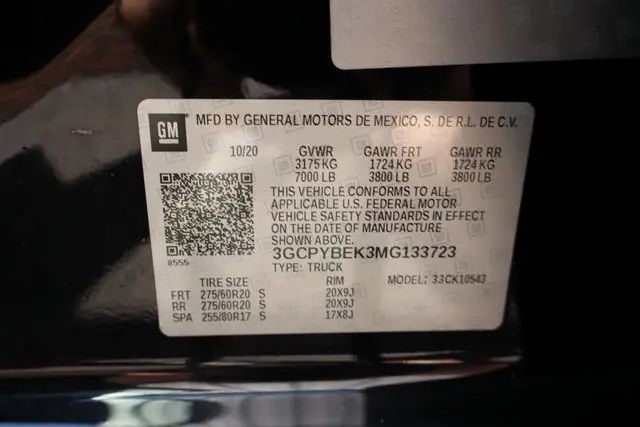 GM
MFD BY GENERAL MOTORS DE MEXICO, S. DE R.L. DE C.V.
10/20 GVWR GAWR FRT GAWR RR
3175 KG 1724 KG 1724 KG
7000 LB 3800 LB 3800 LB
THIS VEHICLE CONFORMS TO ALL
APPLICABLE U.S. FEDERAL MOTOR
VEHICLE SAFETY STANDARDS IN EFFECT
ON THE DATE OF MANUFACTURE
SHOWN ABOVE.
3GCPYBEK3MG133723
8555 TYPE: TRUCK
MODEL: 33CK10543
TIRE SIZE RIM
FRT 275/60R20 S 20X9J
RR 275/60R20 S 20X9J
SPA 255/80R17 S 17X8J